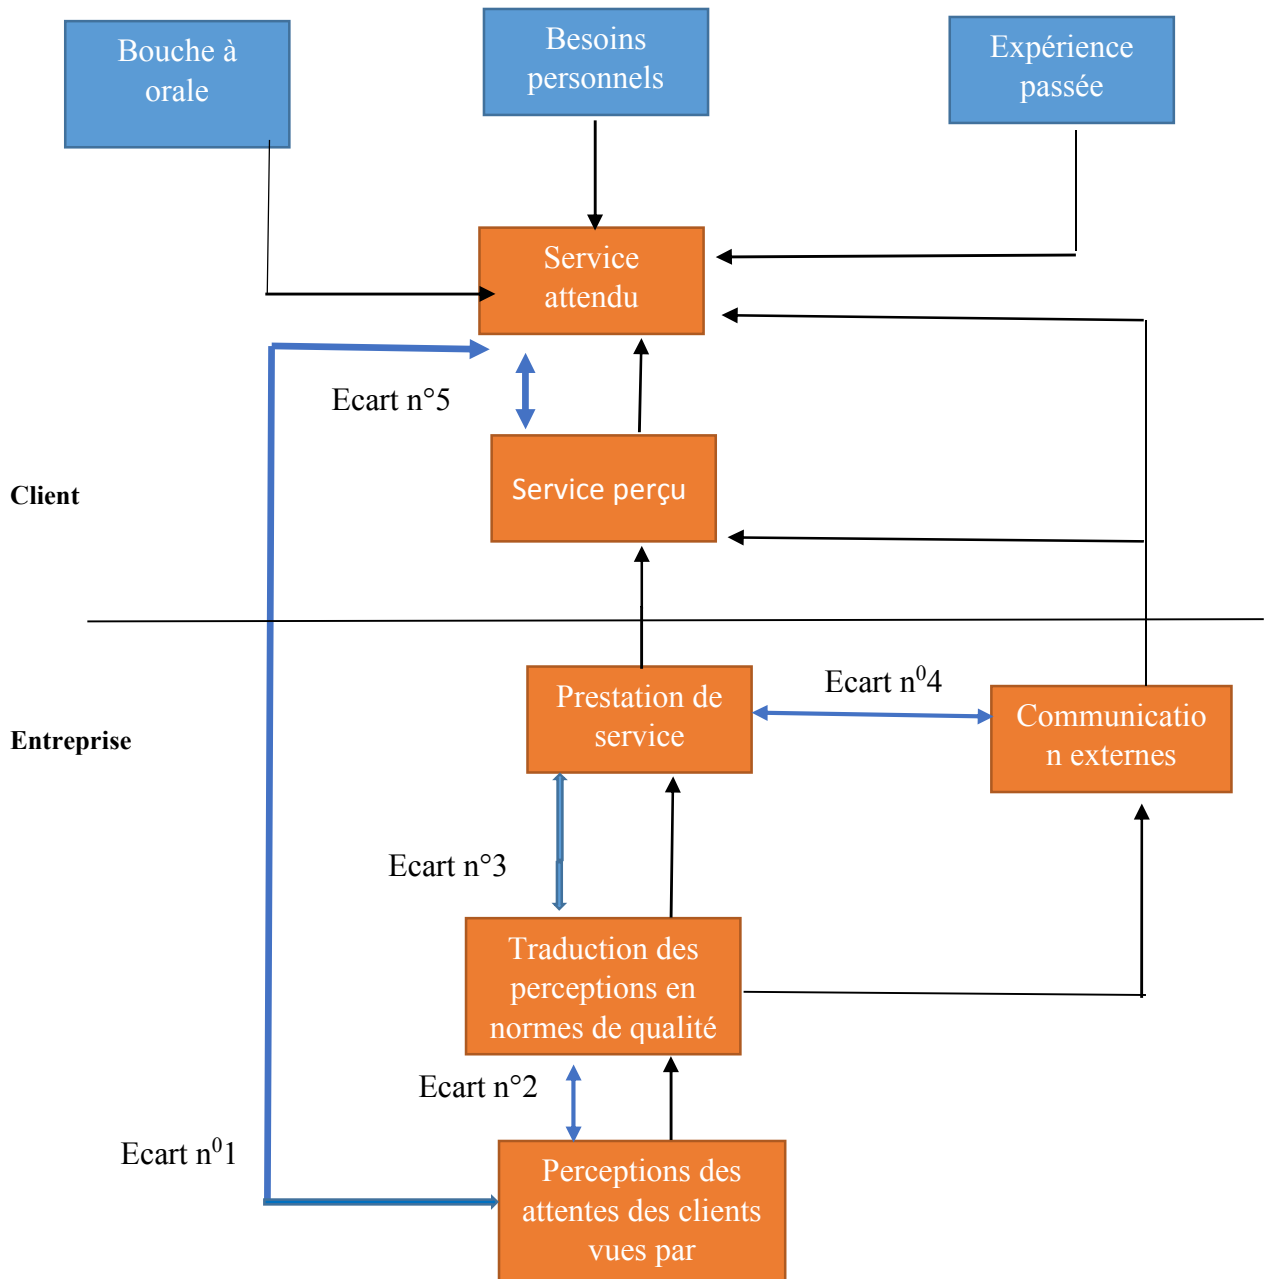 Bouche à
orale
Besoins
personnels
Expérience
passée
Service
attendu
Ecart n°5
Service perçu
Client
Entreprise
Prestation de
service
Ecart n⁰4
Communicatio
n externes
Ecart n°3
Traduction des
perceptions en
normes de qualité
Ecart n°2
Ecart n⁰1
Perceptions des
attentes des clients
vues par